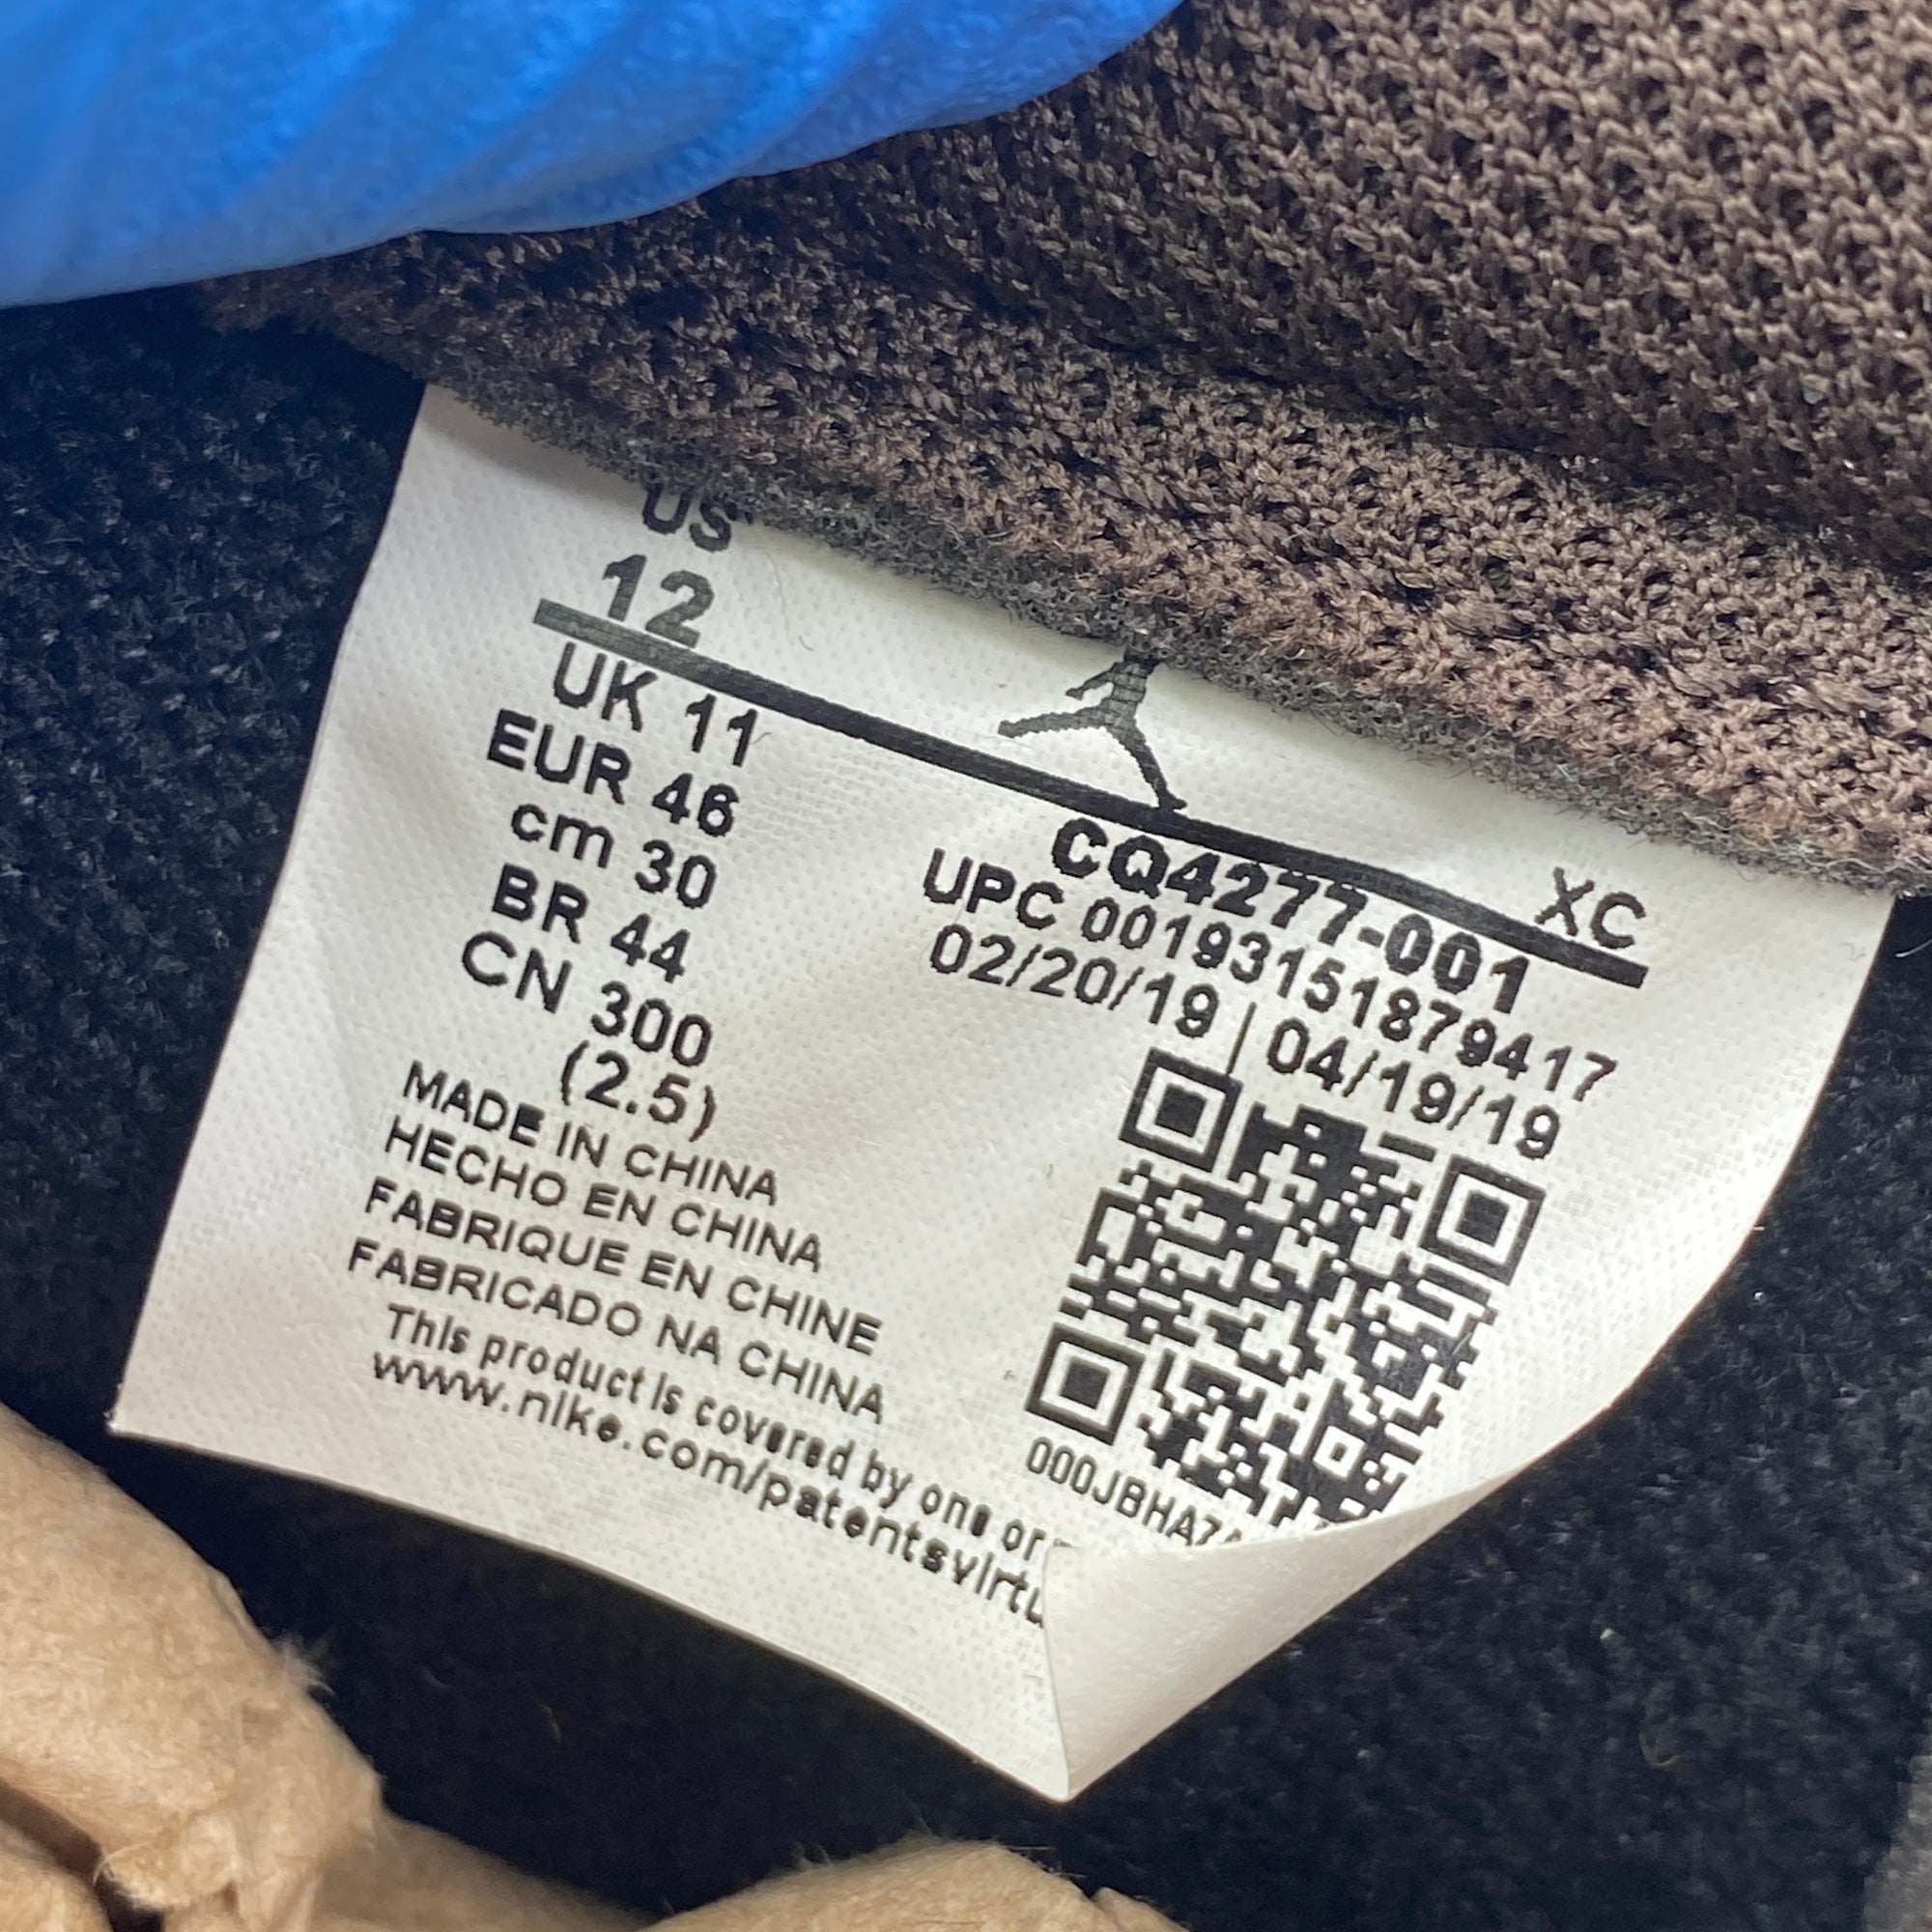 US
12
UK 11
EUR 46
cm 30
BR 44
CN 300
(2.5)
MADE IN CHINA
HECHO EN CHINA
FABRIQUE EN CHINE
FABRICADO NA CHINA
This product is covered by one or
www.nike.com/patentsvirtu
XC
CQ4277-001
UPC 00193151879417
02/20/19 | 04/19/19
000JBHAZ